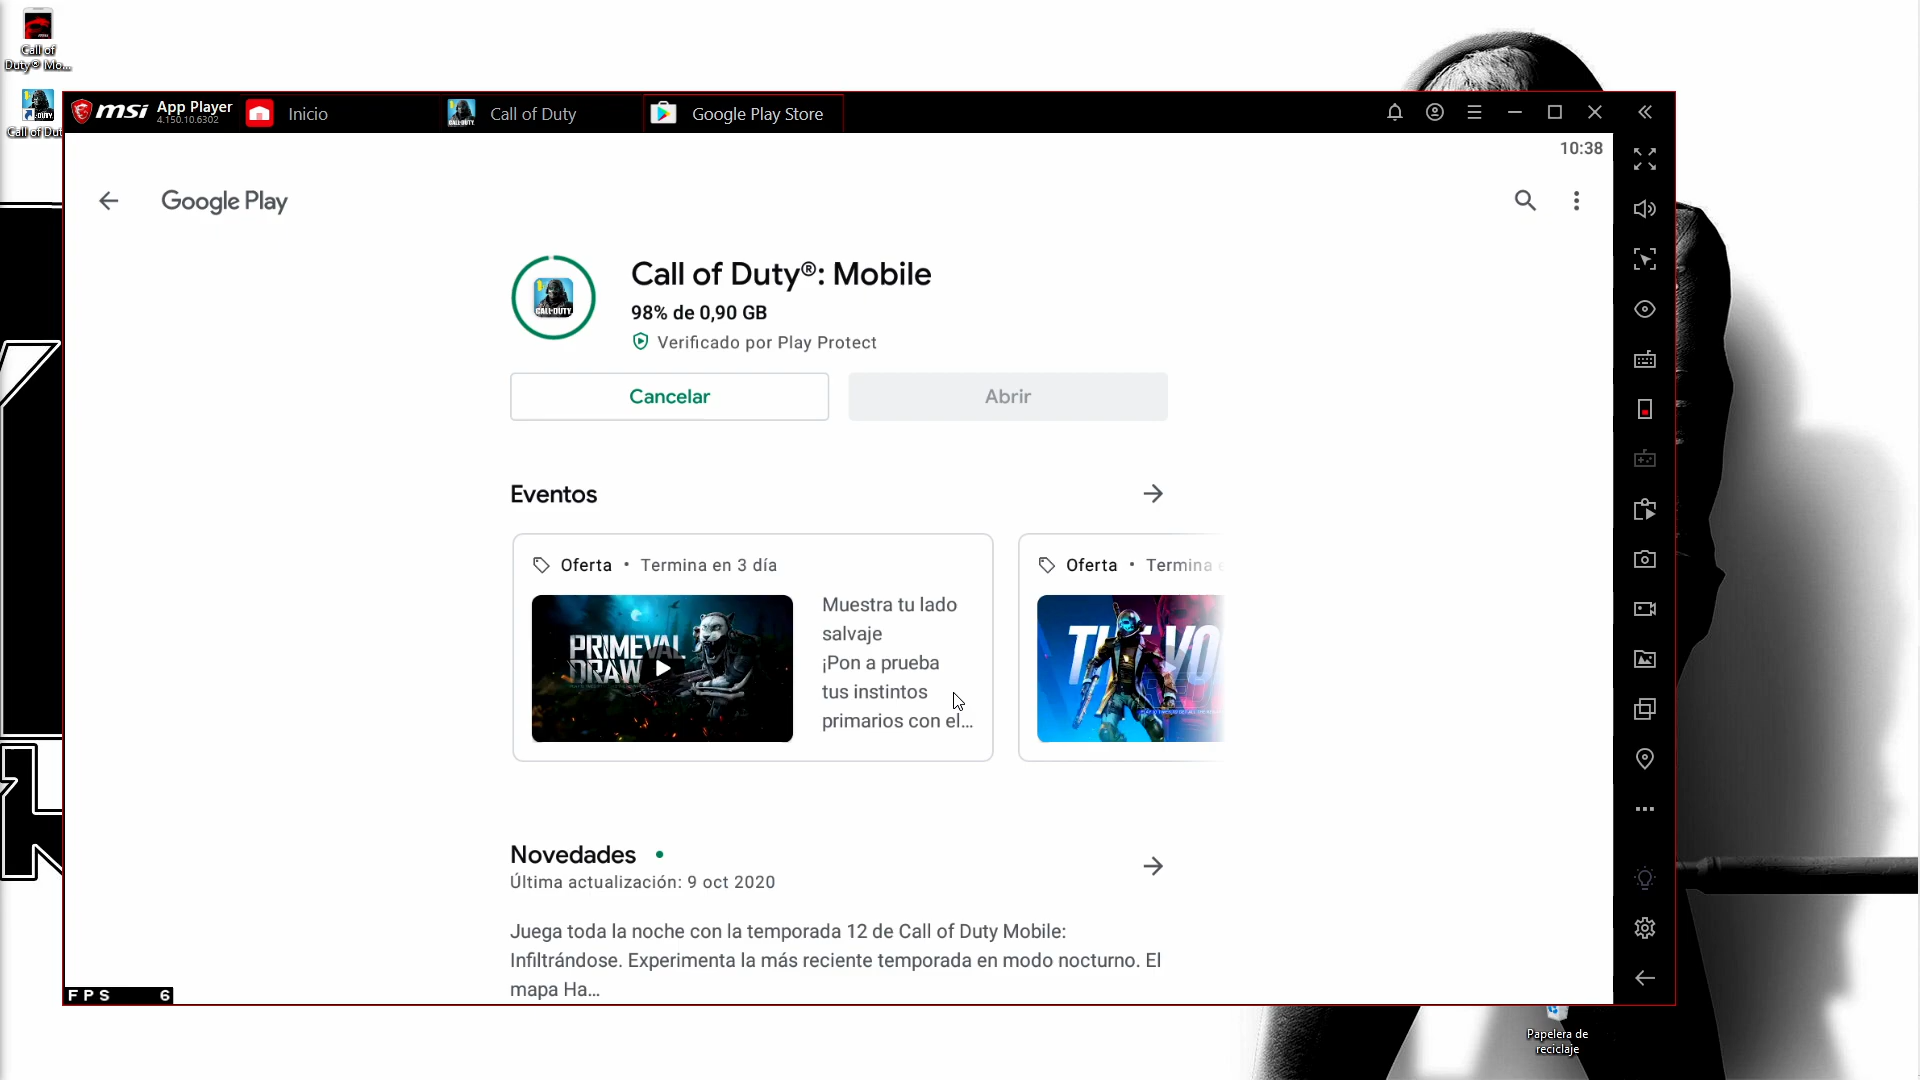 Call of
Duty® Mo...
Call of Dut
msi App Player
4.150.10.6302
Inicio
Call of Duty
Google Play Store
10:38
Google Play
Call of Duty®: Mobile
98% de 0,90 GB
Verificado por Play Protect
Cancelar
Abrir
Eventos
Oferta • Termina en 3 día
PRIMEVAL
DRAW
Muestra tu lado
salvaje
¡Pon a prueba
tus instintos
primarios con el...
Oferta • Termina e
Novedades •
Última actualización: 9 oct 2020
Juega toda la noche con la temporada 12 de Call of Duty Mobile:
Infiltrándose. Experimenta la más reciente temporada en modo nocturno. El
mapa Ha...
FPS 6
Papelera de
reciclaje